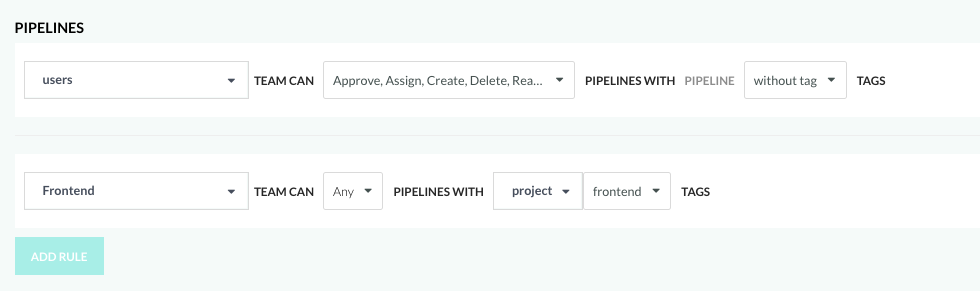 PIPELINES
users TEAM CAN Approve, Assign, Create, Delete, Rea... PIPELINES WITH PIPELINE without tag TAGS
Frontend TEAM CAN Any PIPELINES WITH project frontend TAGS
ADD RULE